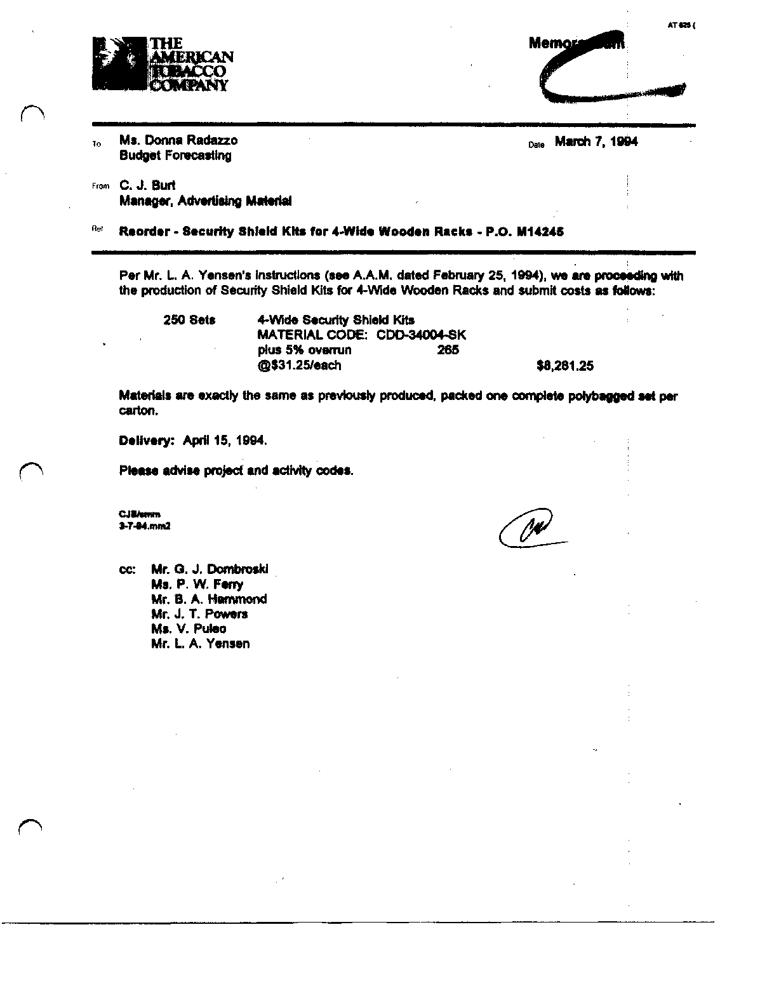 AT 625 (
THE
AMERICAN
TOBACCO
COMPANY
To Ms. Donna Radazzo
Budget Forecasting
Date March 7, 1994
From C. J. Burt
Manager, Advertising Material
Ref Reorder - Security Shield Kits for 4-Wide Wooden Racks - P.O. M14245
Per Mr. L. A. Yensen's instructions (see A.A.M. dated February 25, 1994), we are proceeding with
the production of Security Shield Kits for 4-Wide Wooden Racks and submit costs as follows:
250 Sets 4-Wide Security Shield Kits
MATERIAL CODE: CDD-34004-SK
plus 5% overrun 265
@$31.25/each $8,281.25
Materials are exactly the same as previously produced, packed one complete polybagged set per
carton.
Delivery: April 15, 1994.
Please advise project and activity codes.
CJB/smm
3-7-94.mm2
cc: Mr. G. J. Dombroski
Ms. P. W. Ferry
Mr. B. A. Hammond
Mr. J. T. Powers
Ms. V. Puleo
Mr. L. A. Yensen